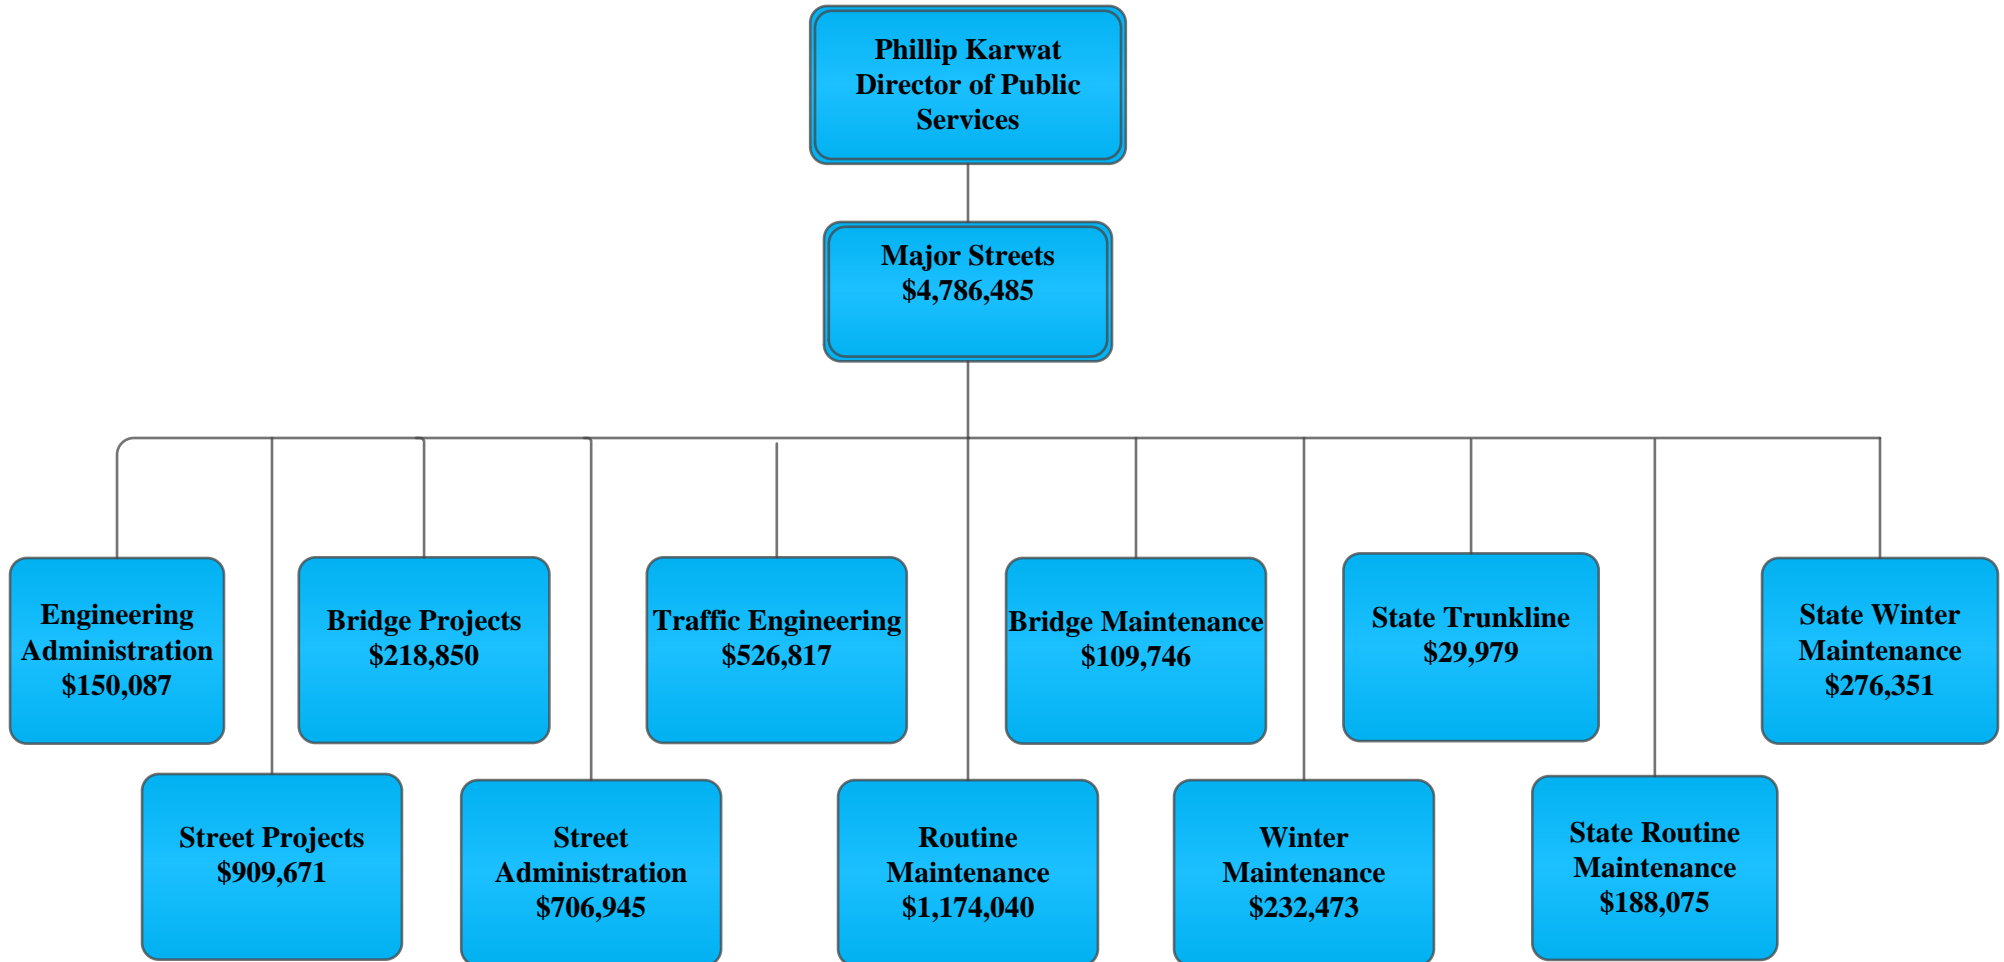 Phillip Karwat
Director of Public
Services
Major Streets
$4,786,485
Engineering
Administration
$150,087
Bridge Projects
$218,850
Traffic Engineering
$526,817
Bridge Maintenance
$109,746
State Trunkline
$29,979
State Winter
Maintenance
$276,351
Street Projects
$909,671
Street
Administration
$706,945
Routine
Maintenance
$1,174,040
Winter
Maintenance
$232,473
State Routine
Maintenance
$188,075